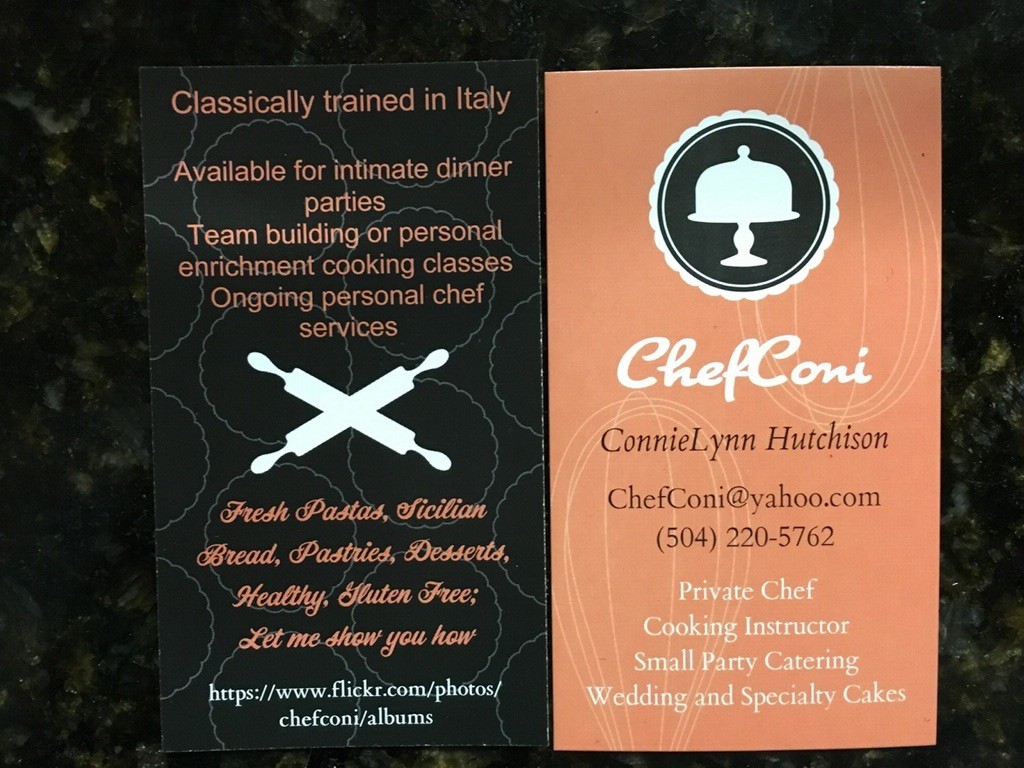 Classically trained in Italy
Available for intimate dinner
parties
Team building or personal
enrichment cooking classes
Ongoing personal chef
services
Fresh Pastas, Sicilian
Bread, Pastries, Desserts,
Healthy, Gluten Free;
Let me show you how
https://www.flickr.com/photos/
chefconi/albums
ChefConi
ConnieLynn Hutchison
ChefConi@yahoo.com
(504) 220-5762
Private Chef
Cooking Instructor
Small Party Catering
Wedding and Specialty Cakes